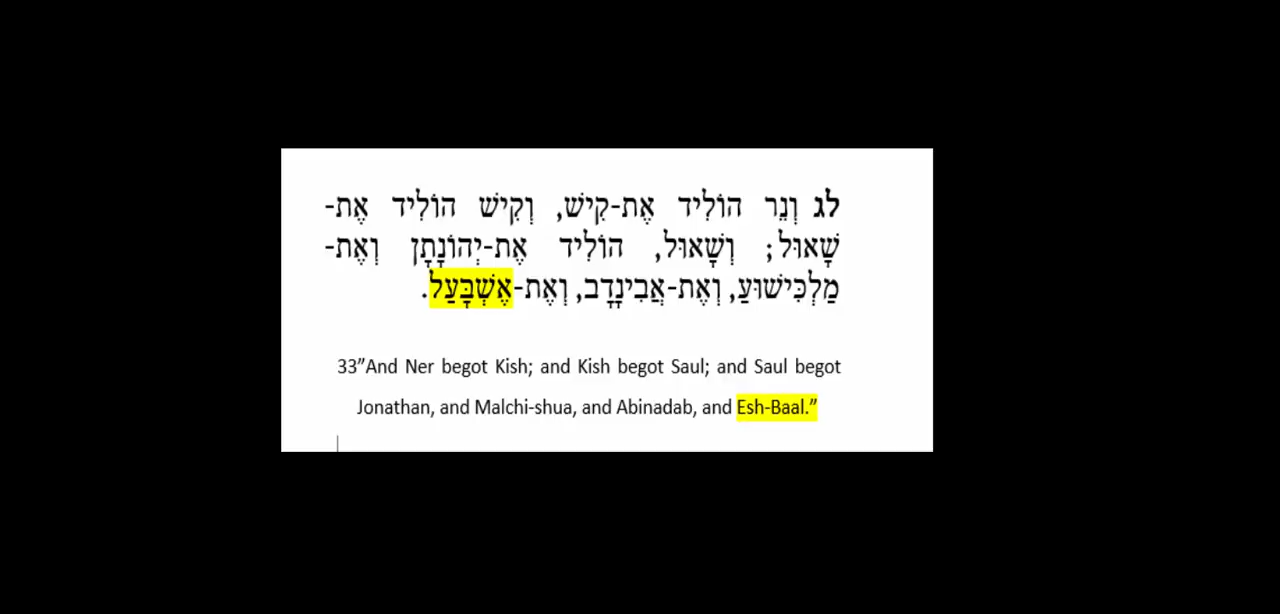 לג וְנֵר הוֹלִיד אֶת-קִישׁ, וְקִישׁ הוֹלִיד אֶת-
שָׁאוּל; וְשָׁאוּל, הוֹלִיד אֶת-יְהוֹנָתָן וְאֶת-
מַלְכִּישׁוּעַ, וְאֶת-אֲבִינָדָב, וְאֶת-אֶשְׁבָּעַל.
33”And Ner begot Kish; and Kish begot Saul; and Saul begot
Jonathan, and Malchi-shua, and Abinadab, and Esh-Baal.”